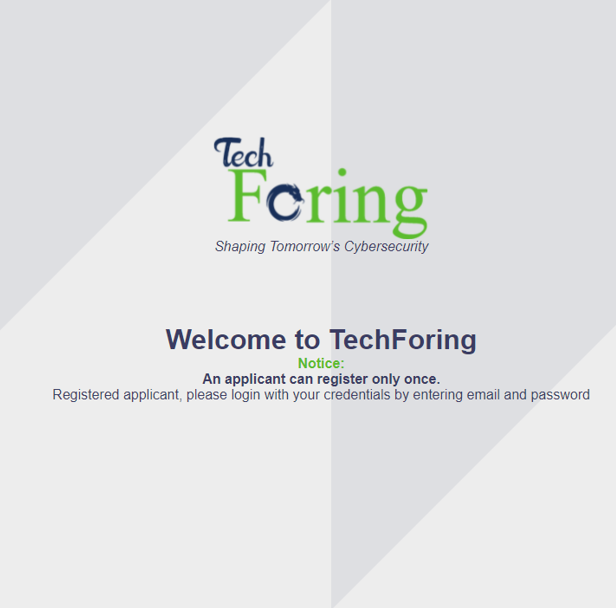 Tech
Foring
Shaping Tomorrow's Cybersecurity
Welcome to TechForing
Notice:
An applicant can register only once.
Registered applicant, please login with your credentials by entering email and password